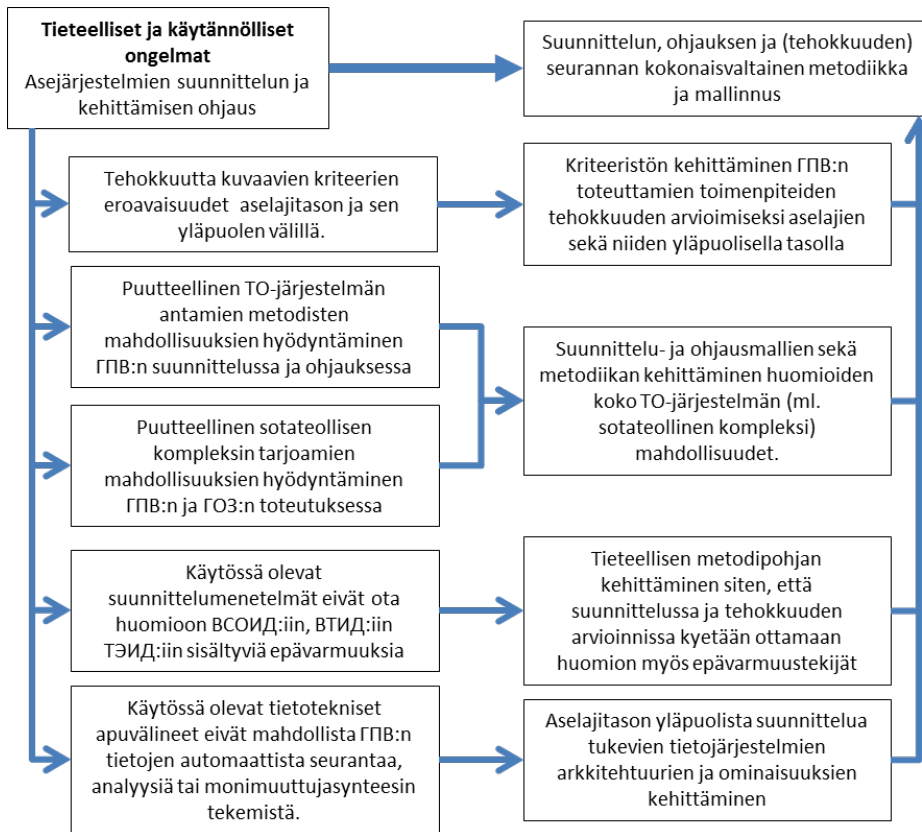 Tieteelliset ja käytännölliset
ongelmat
Asejärjestelmien suunnittelun ja
kehittämisen ohjaus
Suunnittelun, ohjauksen ja (tehokkuuden)
seurannan kokonaisvaltainen metodiikka
ja mallinnus
Tehokkuutta kuvaavien kriteerien
eroavaisuudet aselajitason ja sen
yläpuolen välillä.
Kriteeristön kehittäminen ГПВ:n
toteuttamien toimenpiteiden
tehokkuuden arvioimiseksi aselajien
sekä niiden yläpuolisella tasolla
Puutteellinen TO-järjestelmän
antamien metodisten
mahdollisuuksien hyödyntäminen
ГПВ:n suunnittelussa ja ohjauksessa
Suunnittelu- ja ohjausmallien sekä
metodiikan kehittäminen huomioiden
koko TO-järjestelmän (ml.
sotateollinen kompleksi)
mahdollisuudet.
Puutteellinen sotateollisen
kompleksin tarjoamien
mahdollisuuksien hyödyntäminen
ГПВ:n ja ГОЗ:n toteutuksessa
Käytössä olevat
suunnittelumenetelmät eivät ota
huomioon ВСОИД:iin, ВТИД:iin
ТЭИД:iin sisältyviä epävarmuuksia
Tieteellisen metodipohjan
kehittäminen siten, että
suunnittelussa ja tehokkuuden
arvioinnissa kyetään ottamaan
huomion myös epävarmuustekijät
Käytössä olevat tietotekniset
apuvälineet eivät mahdollista ГПВ:n
tietojen automaattista seurantaa,
analyysiä tai monimuuttujasynteesin
tekemistä.
Aselajitason yläpuolista suunnittelua
tukevien tietojärjestelmien
arkkitehtuurien ja ominaisuuksien
kehittäminen